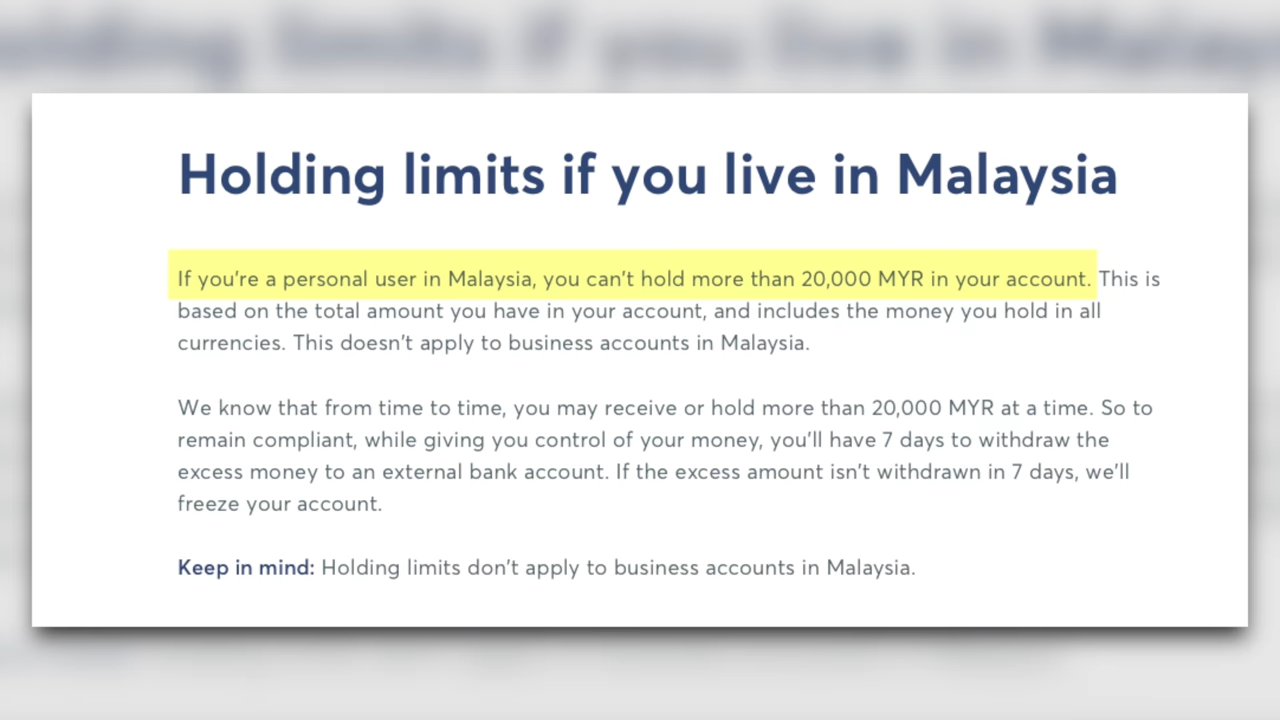 Holding limits if you live in Malaysia
If you're a personal user in Malaysia, you can't hold more than 20,000 MYR in your account. This is
based on the total amount you have in your account, and includes the money you hold in all
currencies. This doesn't apply to business accounts in Malaysia.
We know that from time to time, you may receive or hold more than 20,000 MYR at a time. So to
remain compliant, while giving you control of your money, you'll have 7 days to withdraw the
excess money to an external bank account. If the excess amount isn't withdrawn in 7 days, we'll
freeze your account.
Keep in mind: Holding limits don't apply to business accounts in Malaysia.